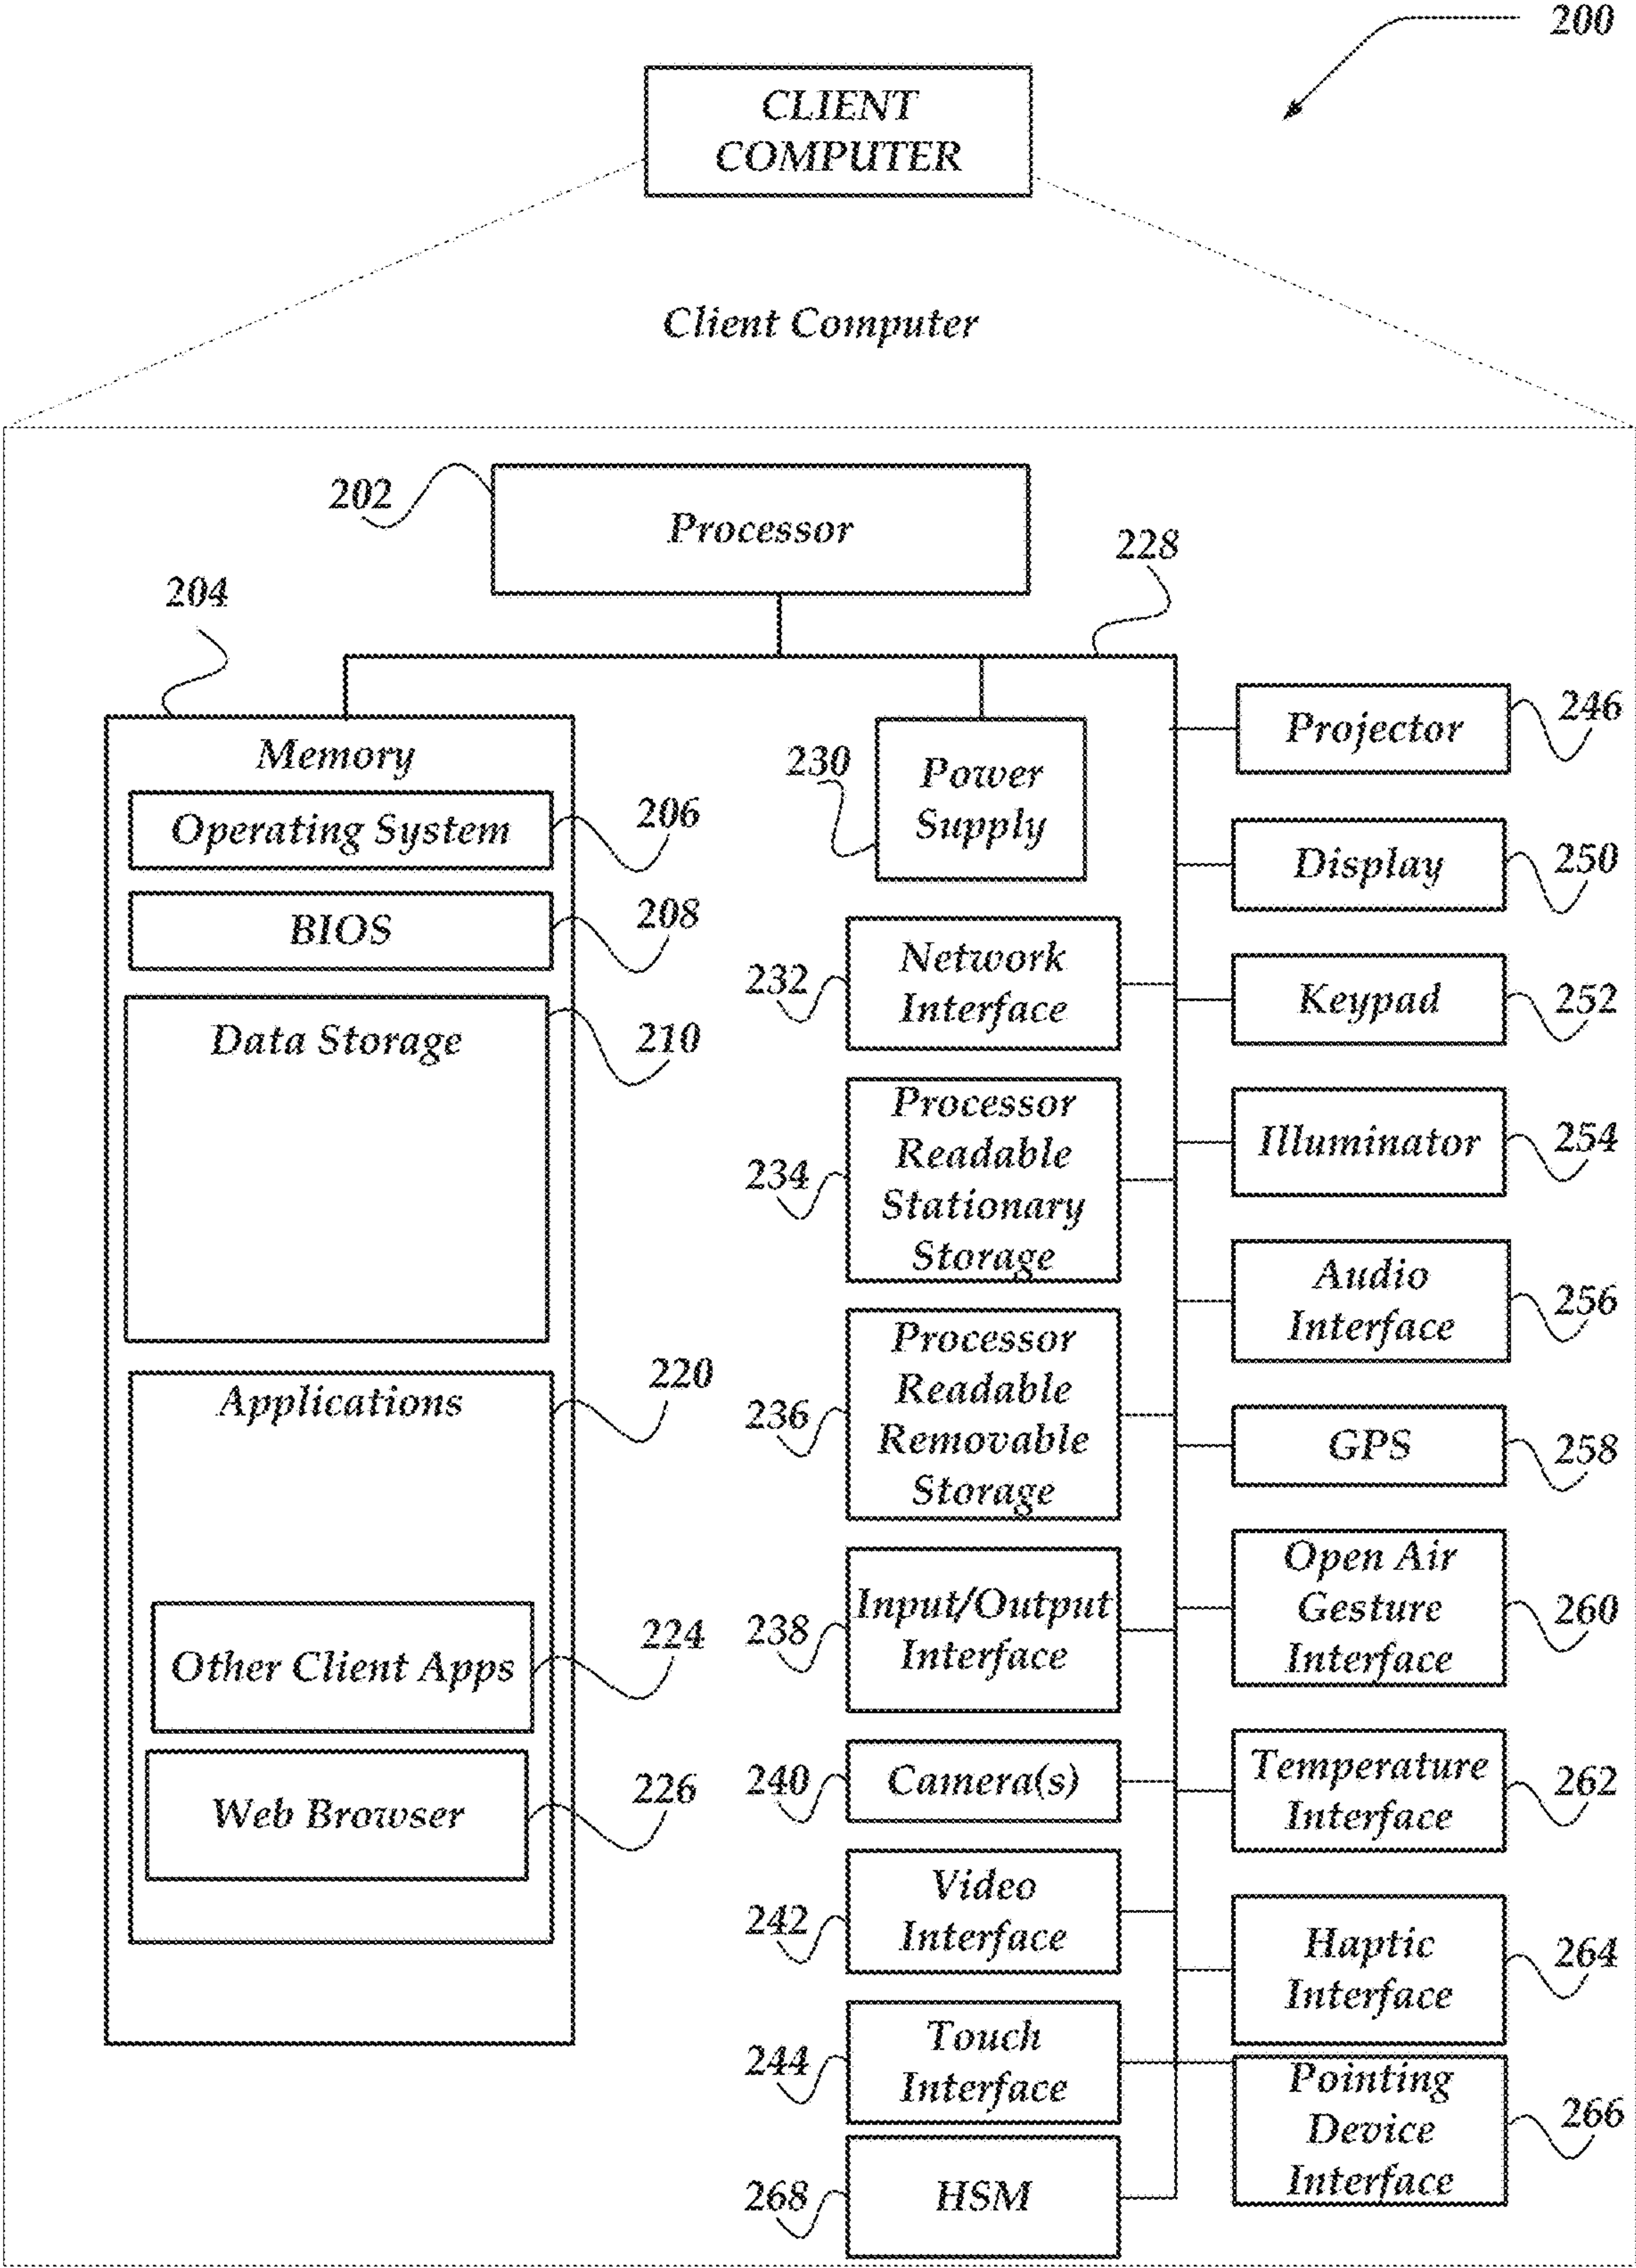 200
CLIENT
COMPUTER
Client Computer
202
Processor
228
204
Memory
Operating System
206
BIOS
208
Data Storage
210
Applications
220
Other Client Apps
224
Web Browser
226
230
Power
Supply
232
Network
Interface
234
Processor
Readable
Stationary
Storage
236
Processor
Readable
Removable
Storage
238
Input/Output
Interface
240
Camera(s)
242
Video
Interface
244
Touch
Interface
268
HSM
Projector
246
Display
250
Keypad
252
Illuminator
254
Audio
Interface
256
GPS
258
Open Air
Gesture
Interface
260
Temperature
Interface
262
Haptic
Interface
264
Pointing
Device
Interface
266